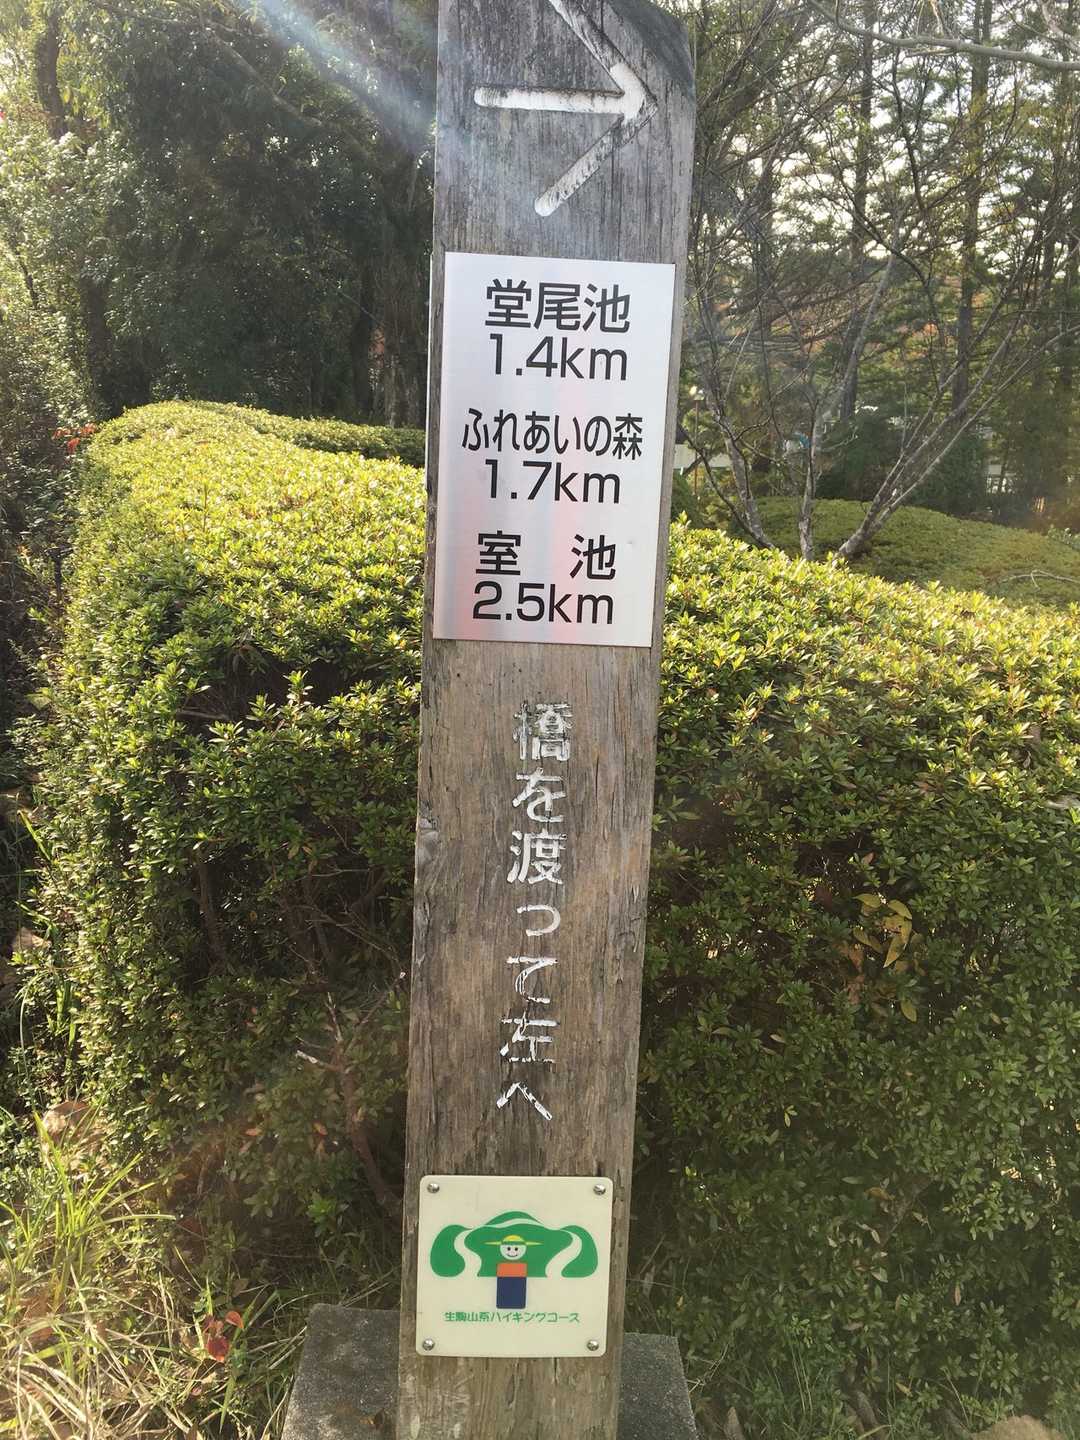 堂尾池
1.4km
ふれあいの森
1.7km
室　池
2.5km
橋を渡って左へ
生駒山系ハイキングコース